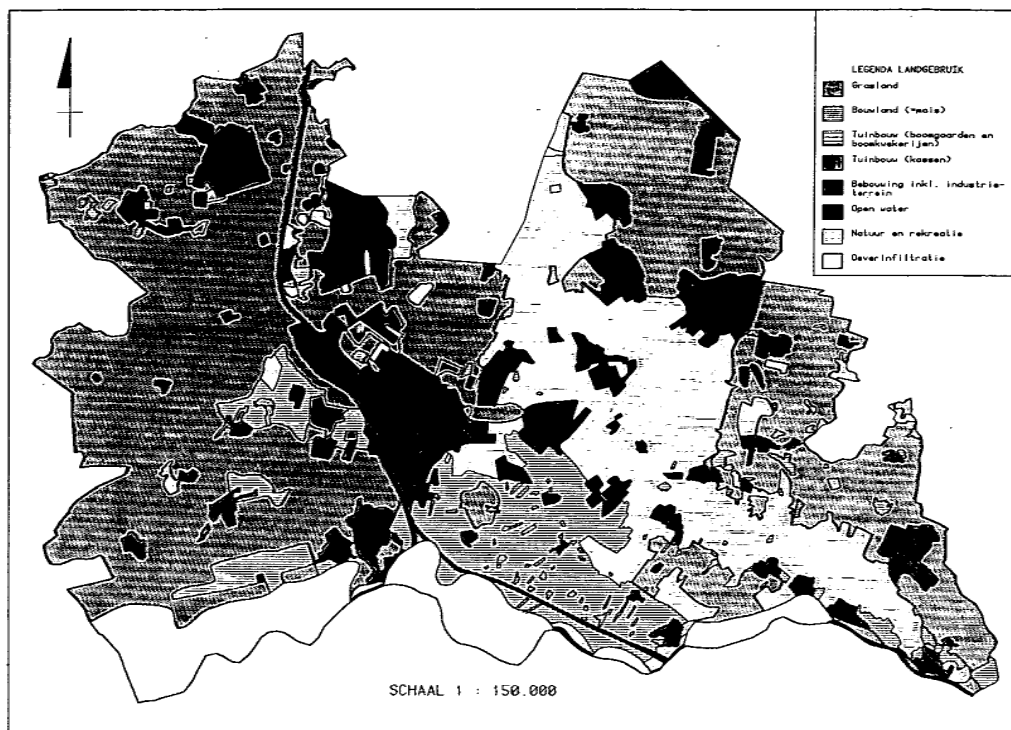 LEGENDA LANDGEBRUIK
Grasland
Bouwland (=mais)
Tuinbouw (boomgaarden en
boomkwekerijen)
Tuinbouw (kassen)
Bebouwing inkl. industrie-
terrein
Open water
Natuur en rekreatie
Oeverinfiltratie
SCHAAL 1 : 150.000